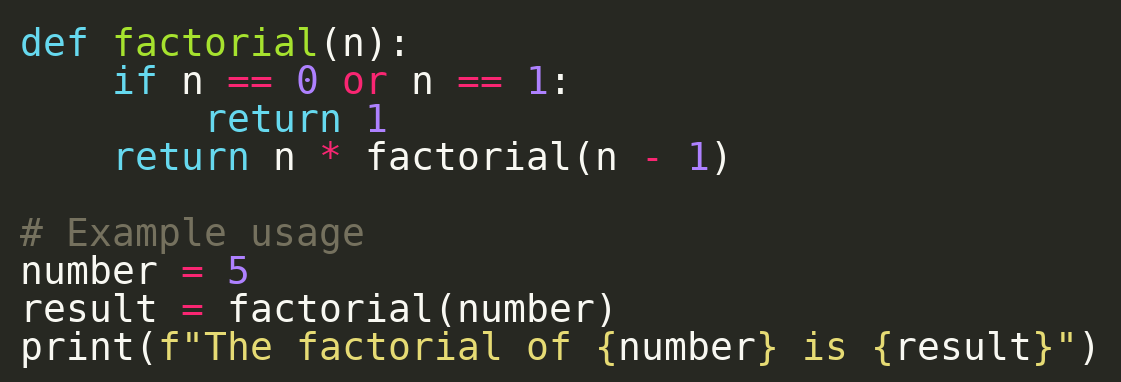 def factorial(n):
    if n == 0 or n == 1:
        return 1
    return n * factorial(n - 1)

# Example usage
number = 5
result = factorial(number)
print(f"The factorial of {number} is {result}")